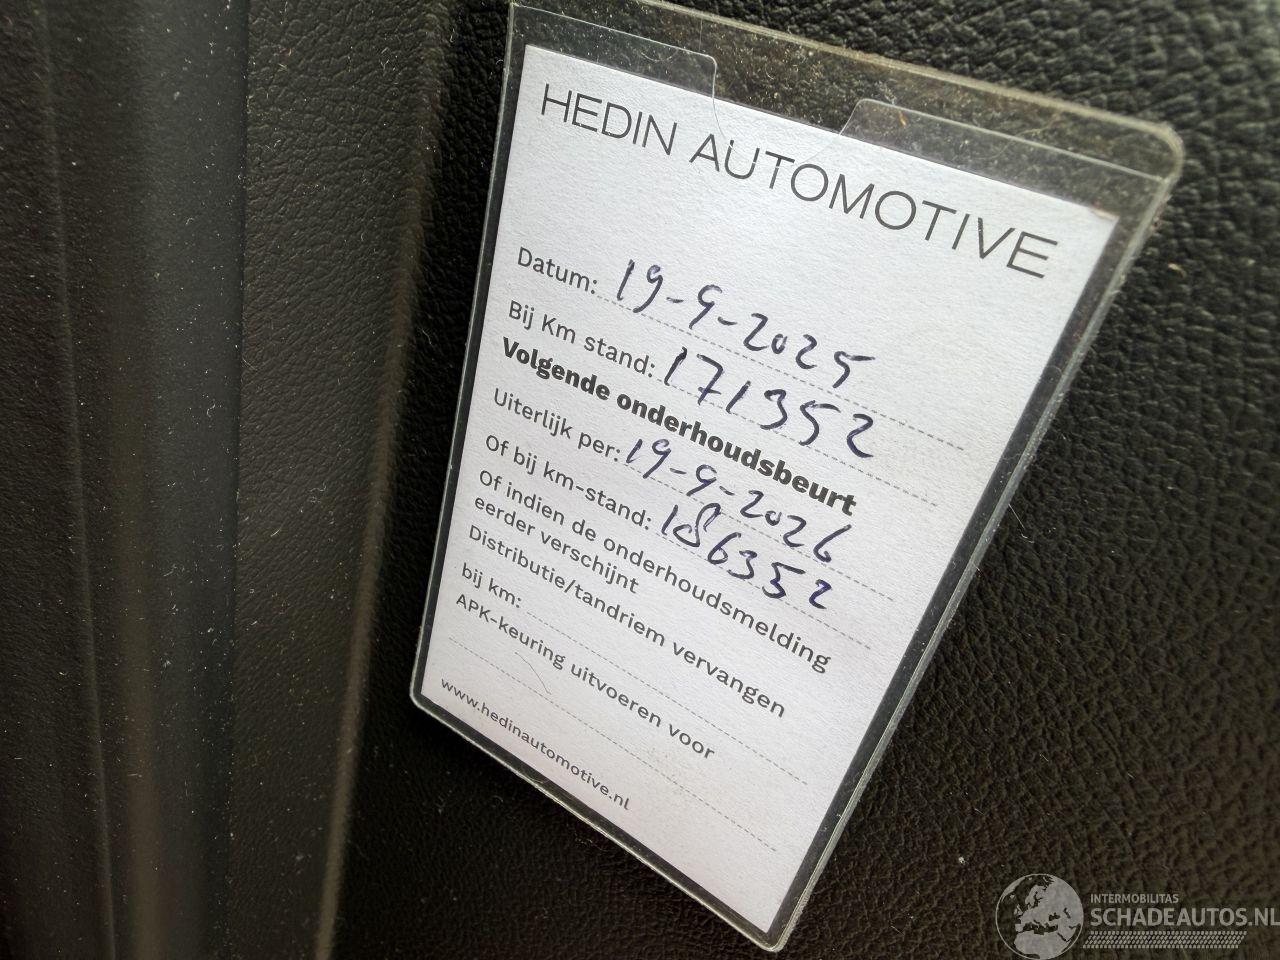 HEDIN AUTOMOTIVE
Datum: 19-9-2025
Bij Km stand: 171352
Volgende onderhoudsbeurt
Uiterlijk per: 19-9-2026
Of bij km-stand: 186352
Of indien de onderhoudsmelding
eerder verschijnt
Distributie/tandriem vervangen
bij km:
APK-keuring uitvoeren voor
www.hedinautomotive.nl
INTERMOBILITAS
SCHADEAUTOS.NL